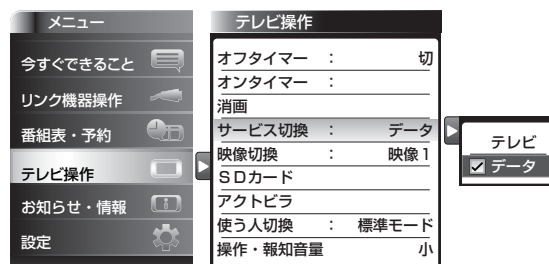 メニュー
今すぐできること
リンク機器操作
番組表・予約
テレビ操作
お知らせ・情報
設定
テレビ操作
オフタイマー : 切
オンタイマー :
消画
サービス切換 : データ
映像切換 : 映像1
SDカード
アクトビラ
使う人切換 : 標準モード
操作・報知音量 小
テレビ
データ